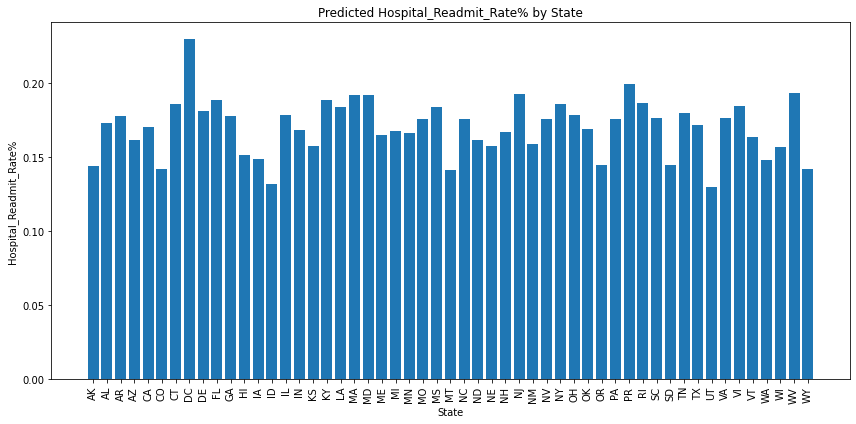 Predicted Hospital_Readmit_Rate% by State
Hospital_Readmit_Rate%
0.20
0.15
0.10
0.05
0.00
AK AL AR AZ CA CO CT DC DE FL GA HI IA ID IL IN KS KY LA MA MD ME MI MN MO MS MT NC ND NE NH NJ NM NV NY OH OK OR PA PR RI SC SD TN TX UT VA VI VT WA WI WV WY
State